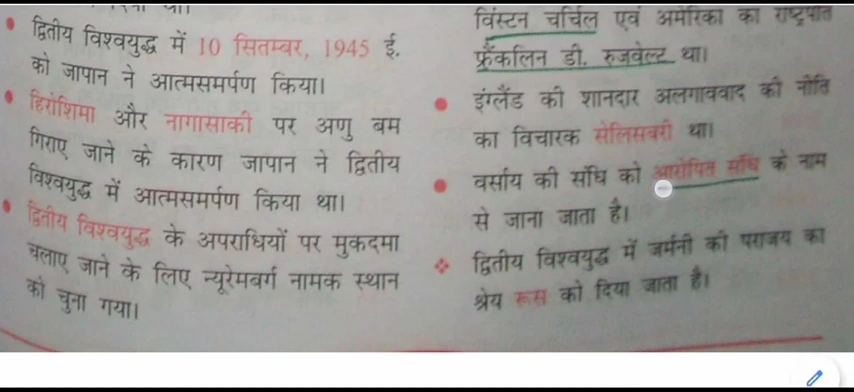 द्वितीय विश्वयुद्ध में 10 सितम्बर, 1945 ई.
को जापान ने आत्मसमर्पण किया।
हिरोशिमा और नागासाकी पर अणु बम
गिराए जाने के कारण जापान ने द्वितीय
विश्वयुद्ध में आत्मसमर्पण किया था।
द्वितीय विश्वयुद्ध के अपराधियों पर मुकदमा
चलाए जाने के लिए न्यूरेमबर्ग नामक स्थान
को चुना गया।
विंस्टन चर्चिल एवं अमेरिका का राष्ट्रपति
फ्रैंकलिन डी. रुजवेल्ट था।
इंग्लैंड की शानदार अलगाववाद की नीति
का विचारक सेलिसबरी था।
वर्साय की संधि को आरोपित संधि के नाम
से जाना जाता है।
द्वितीय विश्वयुद्ध में जर्मनी की पराजय का
श्रेय रूस को दिया जाता है।